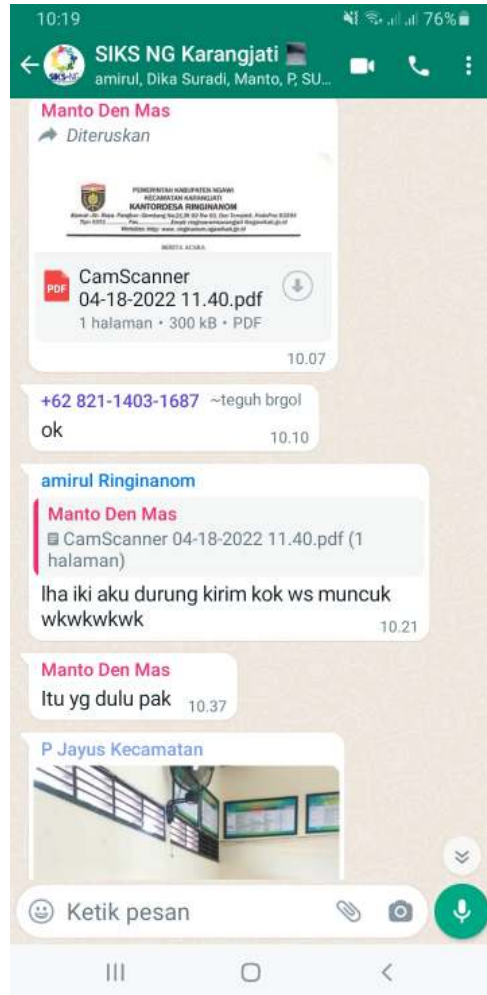 10:19
76%
SIKS NG Karangjati
amirul, Dika Suradi, Manto, P, SU...
Manto Den Mas
Diteruskan
PEMERINTAH KABUPATEN NGAWI
KECAMATAN KARANGJATI
KANTOR DESA RINGINANOM
BERITA ACARA
PDF
CamScanner
04-18-2022 11.40.pdf
1 halaman • 300 kB • PDF
10.07
+62 821-1403-1687 ~teguh brgol
ok
10.10
amirul Ringinanom
Manto Den Mas
CamScanner 04-18-2022 11.40.pdf (1
halaman)
lha iki aku durung kirim kok ws muncuk
wkwkwkwk
10.21
Manto Den Mas
Itu yg dulu pak
10.37
P Jayus Kecamatan
Ketik pesan